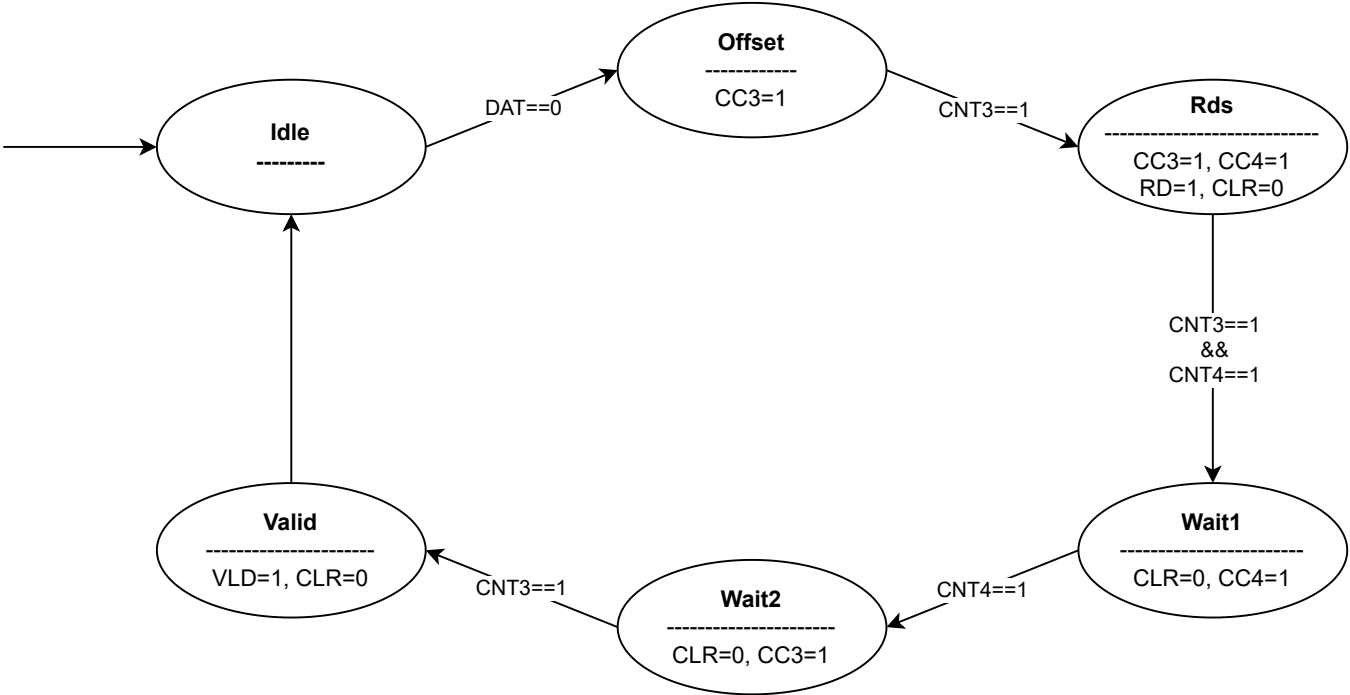 Idle
---------
DAT==0
Offset
------------
CC3=1
CNT3==1
Rds
----------------------------
CC3=1, CC4=1
RD=1, CLR=0
CNT3==1
&&
CNT4==1
Wait1
------------------------
CLR=0, CC4=1
CNT4==1
Wait2
----------------------
CLR=0, CC3=1
CNT3==1
Valid
----------------------
VLD=1, CLR=0